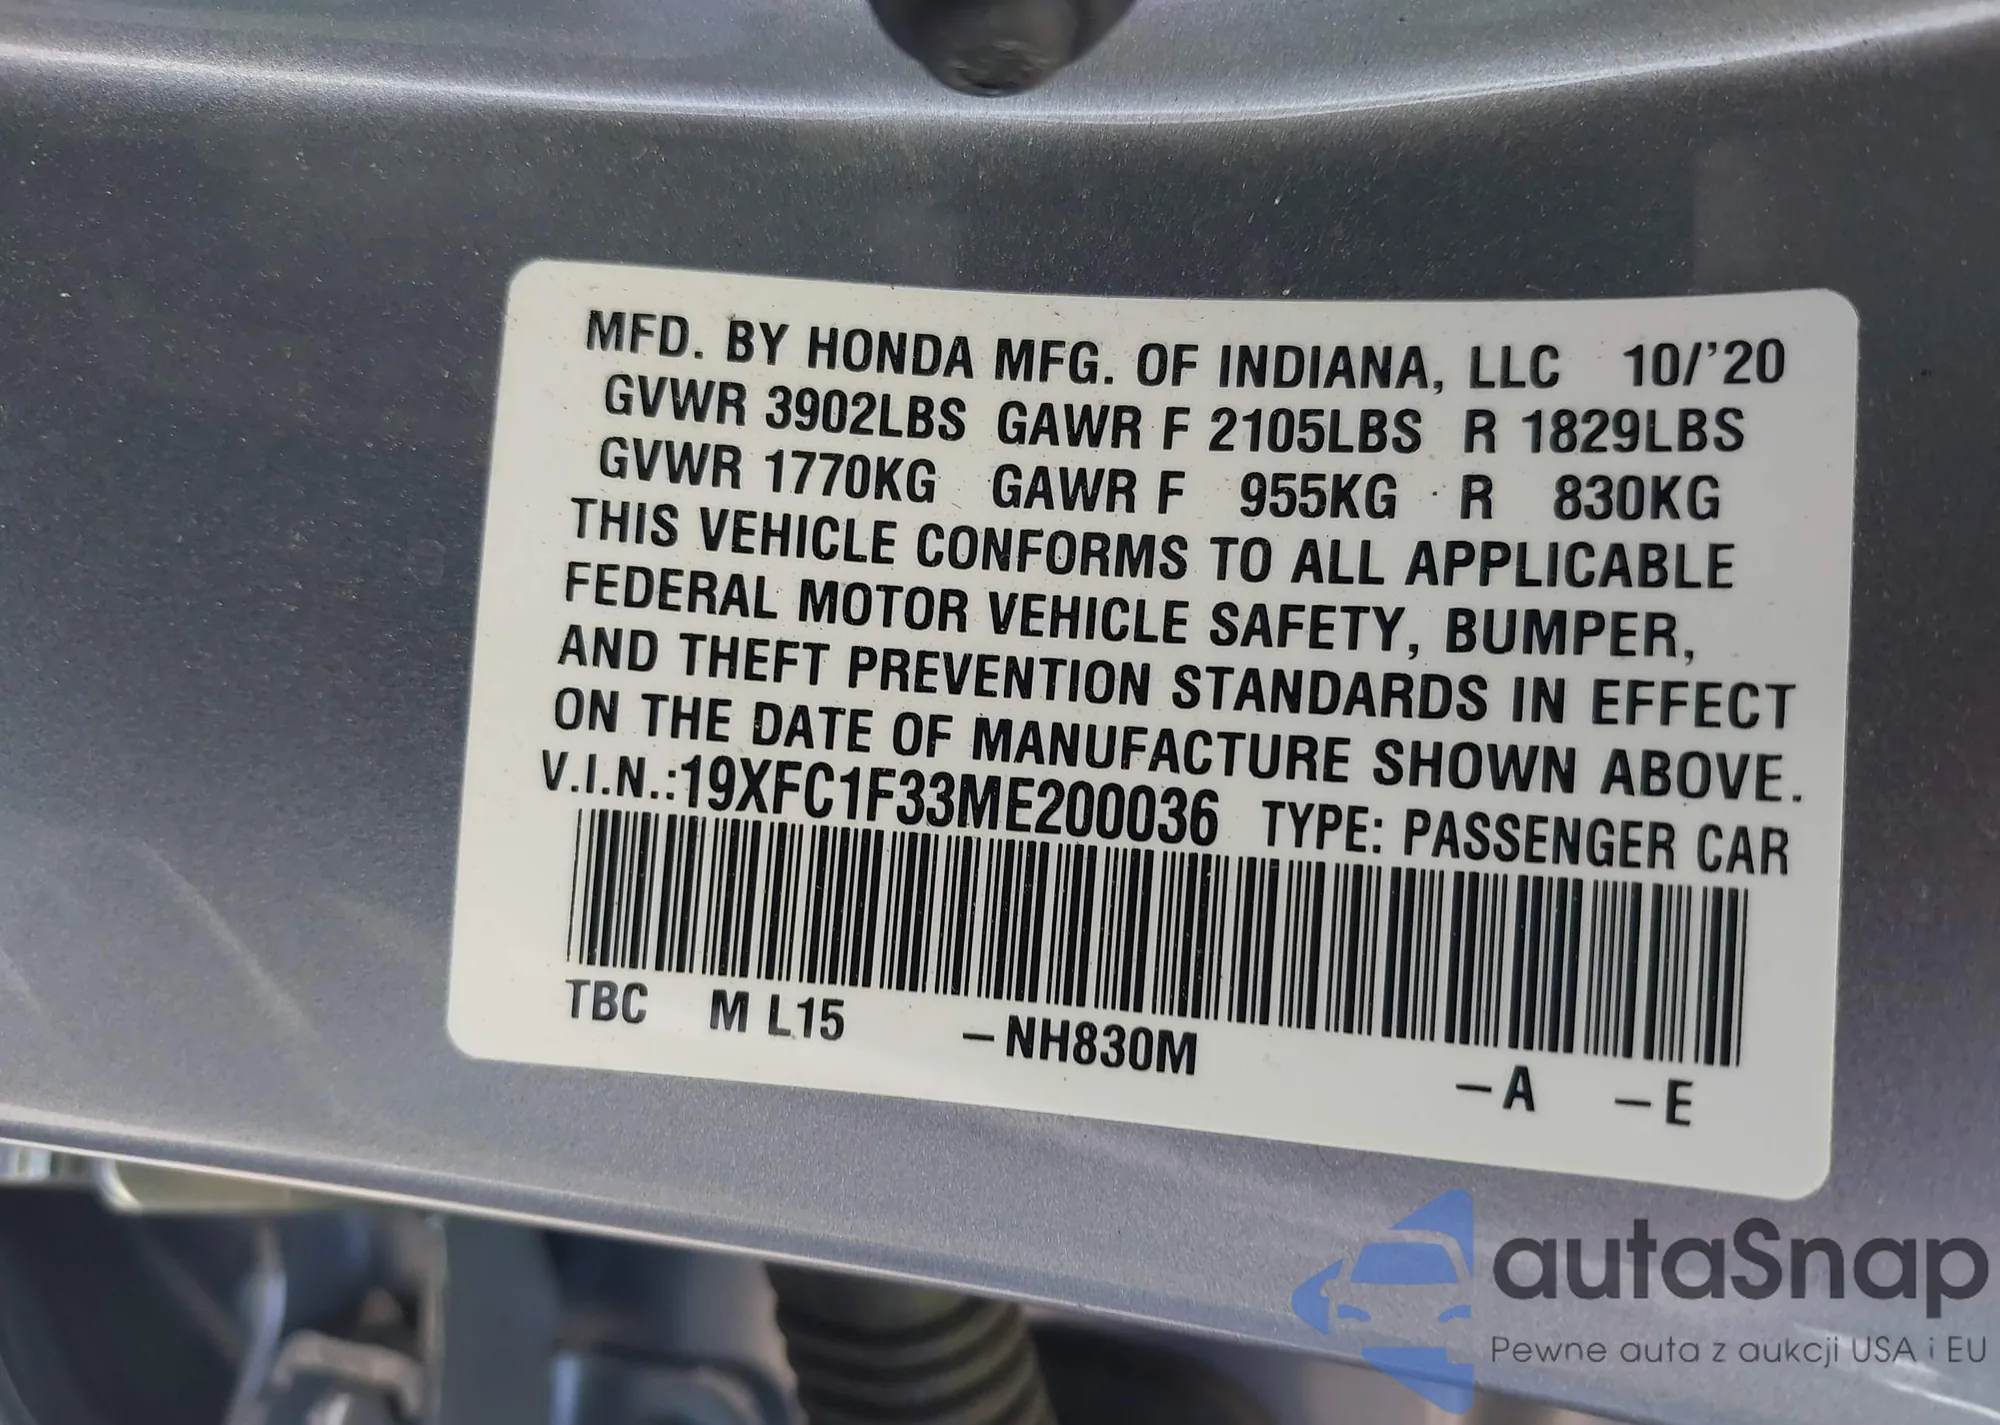 MFD. BY HONDA MFG. OF INDIANA, LLC 10/'20
GVWR 3902LBS GAWR F 2105LBS R 1829LBS
GVWR 1770KG GAWR F 955KG R 830KG
THIS VEHICLE CONFORMS TO ALL APPLICABLE
FEDERAL MOTOR VEHICLE SAFETY, BUMPER,
AND THEFT PREVENTION STANDARDS IN EFFECT
ON THE DATE OF MANUFACTURE SHOWN ABOVE.
V.I.N.:19XFC1F33ME200036 TYPE: PASSENGER CAR
TBC M L15 –NH830M –A –E
autaSnap
Pewne auta z aukcji USA i EU